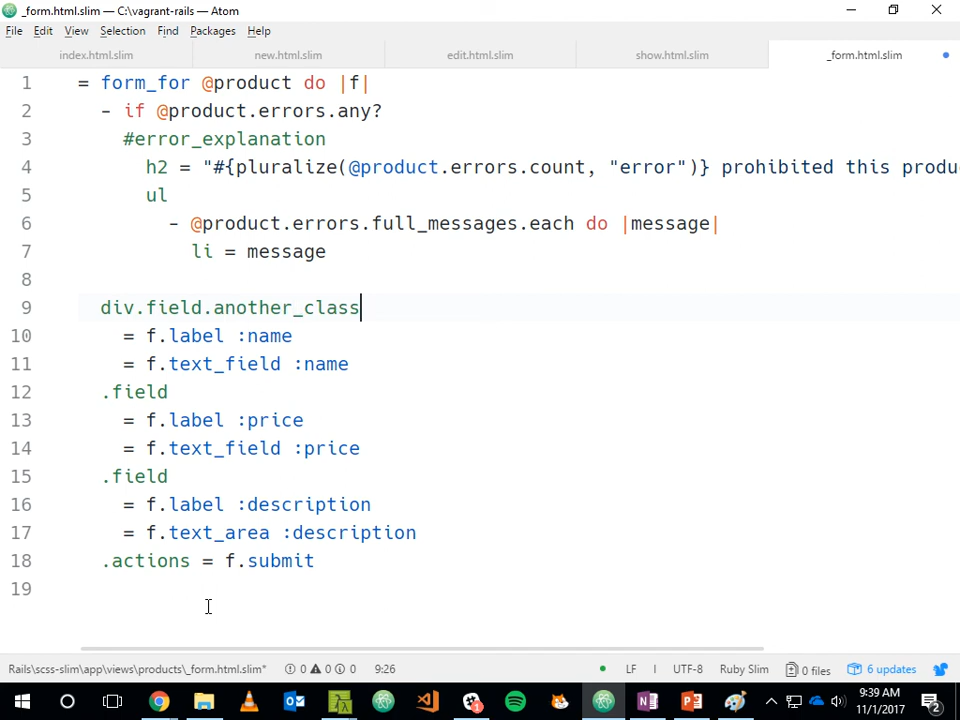 _form.html.slim — C:\vagrant-rails — Atom
File Edit View Selection Find Packages Help
index.html.slim new.html.slim edit.html.slim show.html.slim _form.html.slim
1 = form_for @product do |f|
2 - if @product.errors.any?
3 #error_explanation
4 h2 = "#{pluralize(@product.errors.count, "error")} prohibited this produ
5 ul
6 - @product.errors.full_messages.each do |message|
7 li = message
8
9 div.field.another_class
10 = f.label :name
11 = f.text_field :name
12 .field
13 = f.label :price
14 = f.text_field :price
15 .field
16 = f.label :description
17 = f.text_area :description
18 .actions = f.submit
19
Rails\scss-slim\app\views\products\_form.html.slim* 0 0 0 9:26 LF UTF-8 Ruby Slim 0 files 6 updates
9:39 AM
11/1/2017
2